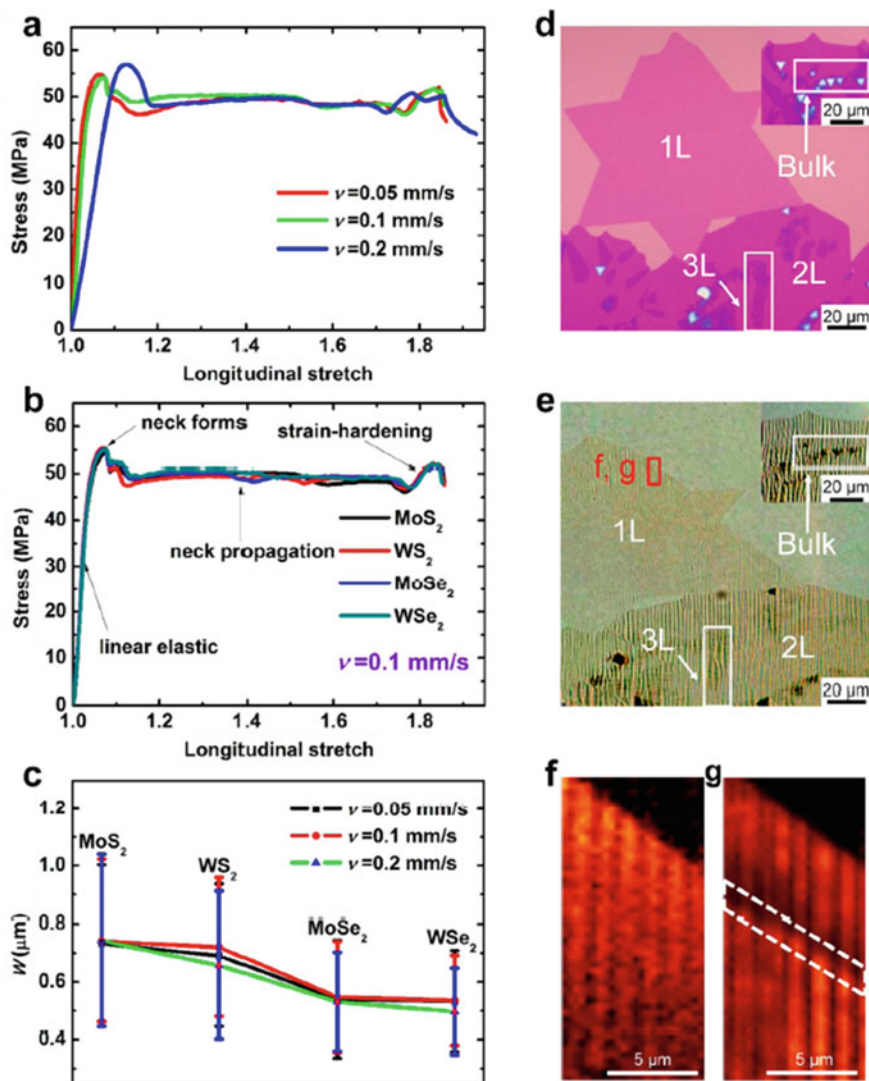 a
60
50
40
30
20
10
0
Stress (MPa)
ν=0.05 mm/s
ν=0.1 mm/s
ν=0.2 mm/s
1.0 1.2 1.4 1.6 1.8
Longitudinal stretch
b
60
50
40
30
20
10
0
Stress (MPa)
neck forms
strain-hardening
neck propagation
linear elastic
MoS2
WS2
MoSe2
WSe2
ν=0.1 mm/s
1.0 1.2 1.4 1.6 1.8
Longitudinal stretch
c
1.2
1.0
0.8
0.6
0.4
W(μm)
ν=0.05 mm/s
ν=0.1 mm/s
ν=0.2 mm/s
MoS2
WS2
MoSe2
WSe2
d
20 μm
Bulk
1L
3L
2L
20 μm
e
f, g
20 μm
Bulk
1L
3L
2L
20 μm
f
5 μm
g
5 μm